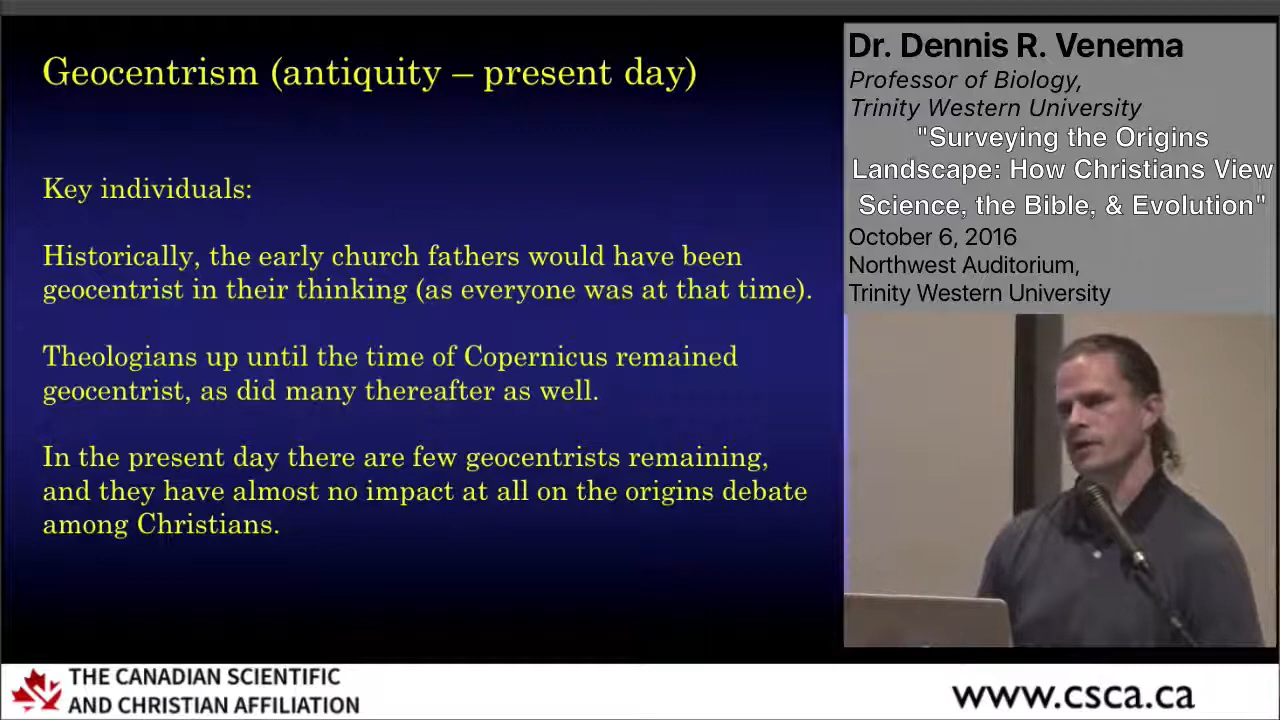 Geocentrism (antiquity – present day)
Key individuals:
Historically, the early church fathers would have been
geocentrist in their thinking (as everyone was at that time).
Theologians up until the time of Copernicus remained
geocentrist, as did many thereafter as well.
In the present day there are few geocentrists remaining,
and they have almost no impact at all on the origins debate
among Christians.
Dr. Dennis R. Venema
Professor of Biology,
Trinity Western University
"Surveying the Origins
Landscape: How Christians View
Science, the Bible, & Evolution"
October 6, 2016
Northwest Auditorium,
Trinity Western University
THE CANADIAN SCIENTIFIC
AND CHRISTIAN AFFILIATION
www.csca.ca